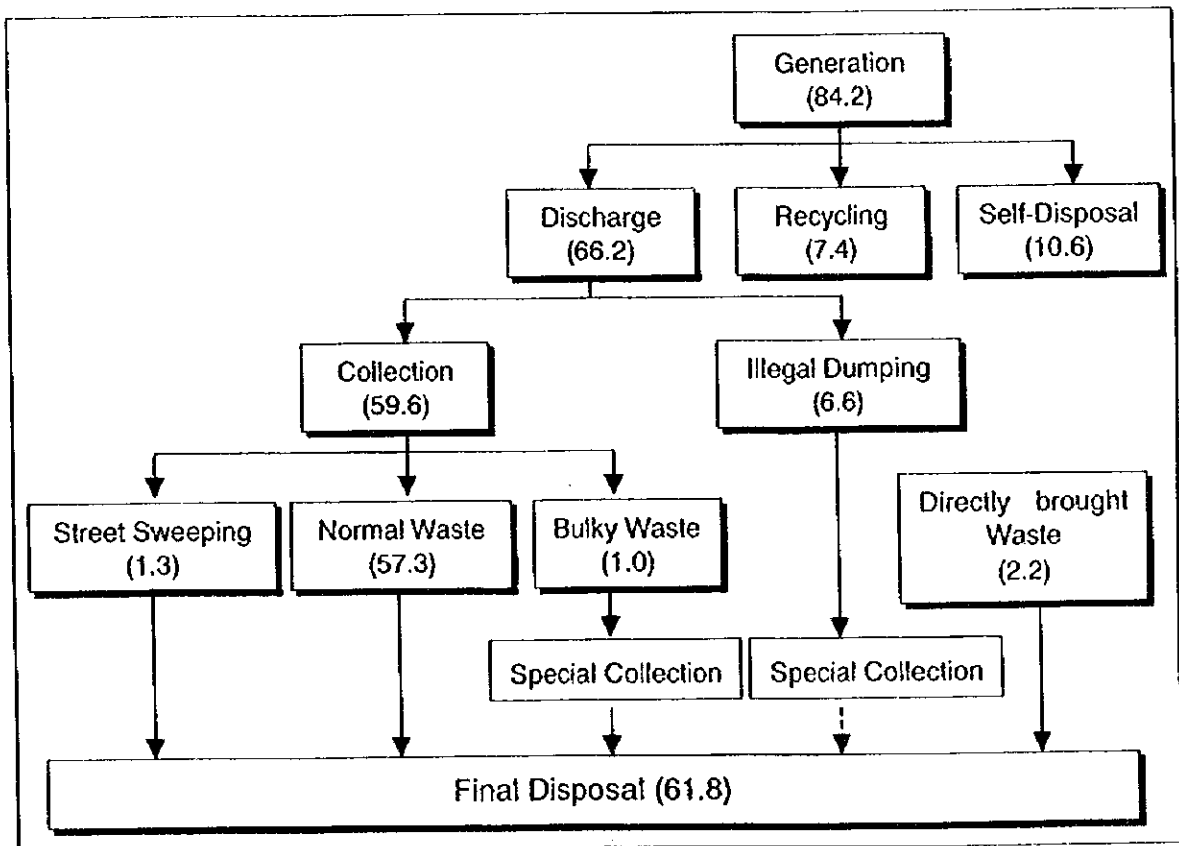 Generation
(84.2)
Discharge
(66.2)
Recycling
(7.4)
Self-Disposal
(10.6)
Collection
(59.6)
Illegal Dumping
(6.6)
Street Sweeping
(1.3)
Normal Waste
(57.3)
Bulky Waste
(1.0)
Directly brought
Waste
(2.2)
Special Collection
Special Collection
Final Disposal (61.8)